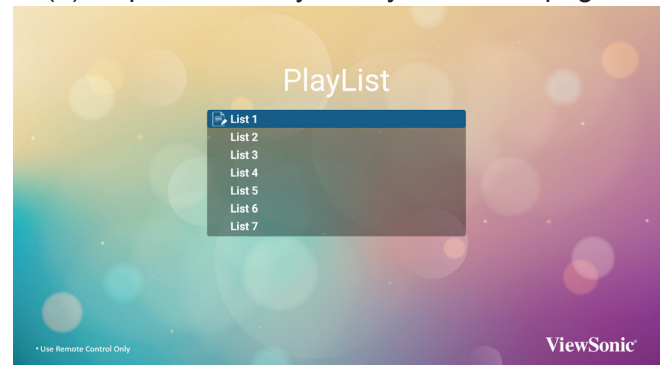 PlayList
List 1
List 2
List 3
List 4
List 5
List 6
List 7
• Use Remote Control Only
ViewSonic®